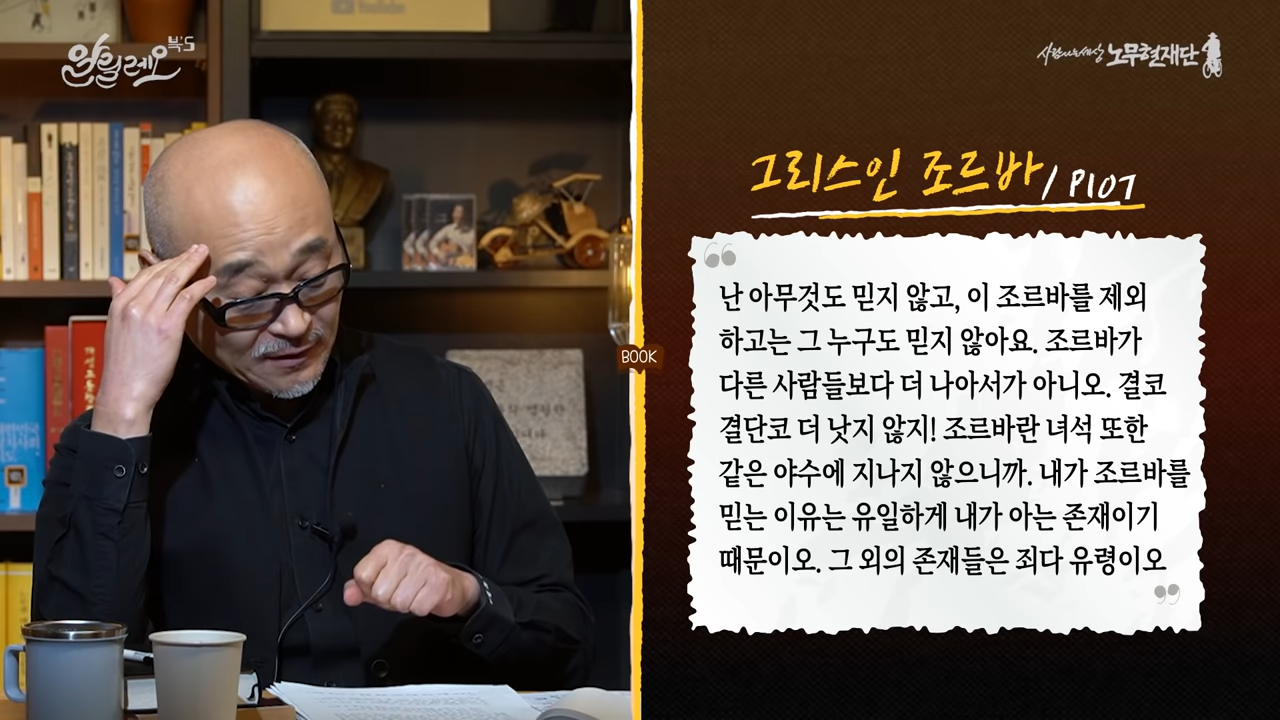 알릴레오 북's
사람사는세상 노무현재단
YouTube
그리스인 조르바 / P107
난 아무것도 믿지 않고, 이 조르바를 제외
하고는 그 누구도 믿지 않아요. 조르바가
다른 사람들보다 더 나아서가 아니오. 결코
결단코 더 낫지 않지! 조르바란 녀석 또한
같은 야수에 지나지 않으니까. 내가 조르바를
믿는 이유는 유일하게 내가 아는 존재이기
때문이오. 그 외의 존재들은 죄다 유령이오
BOOK